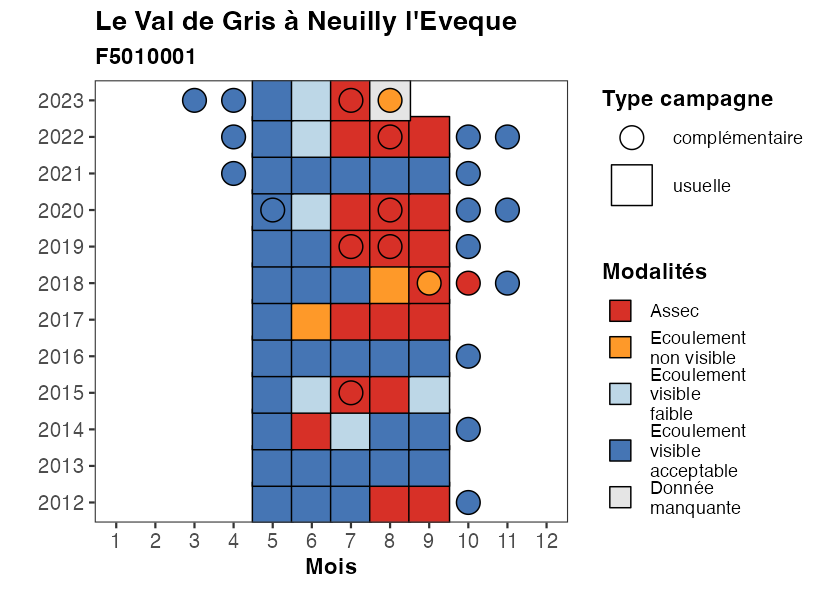 Le Val de Gris à Neuilly l'Eveque
F5010001
2023
2022
2021
2020
2019
2018
2017
2016
2015
2014
2013
2012
1 2 3 4 5 6 7 8 9 10 11 12
Mois
Type campagne
complémentaire
usuelle
Modalités
Assec
Ecoulement
non visible
Ecoulement
visible
faible
Ecoulement
visible
acceptable
Donnée
manquante